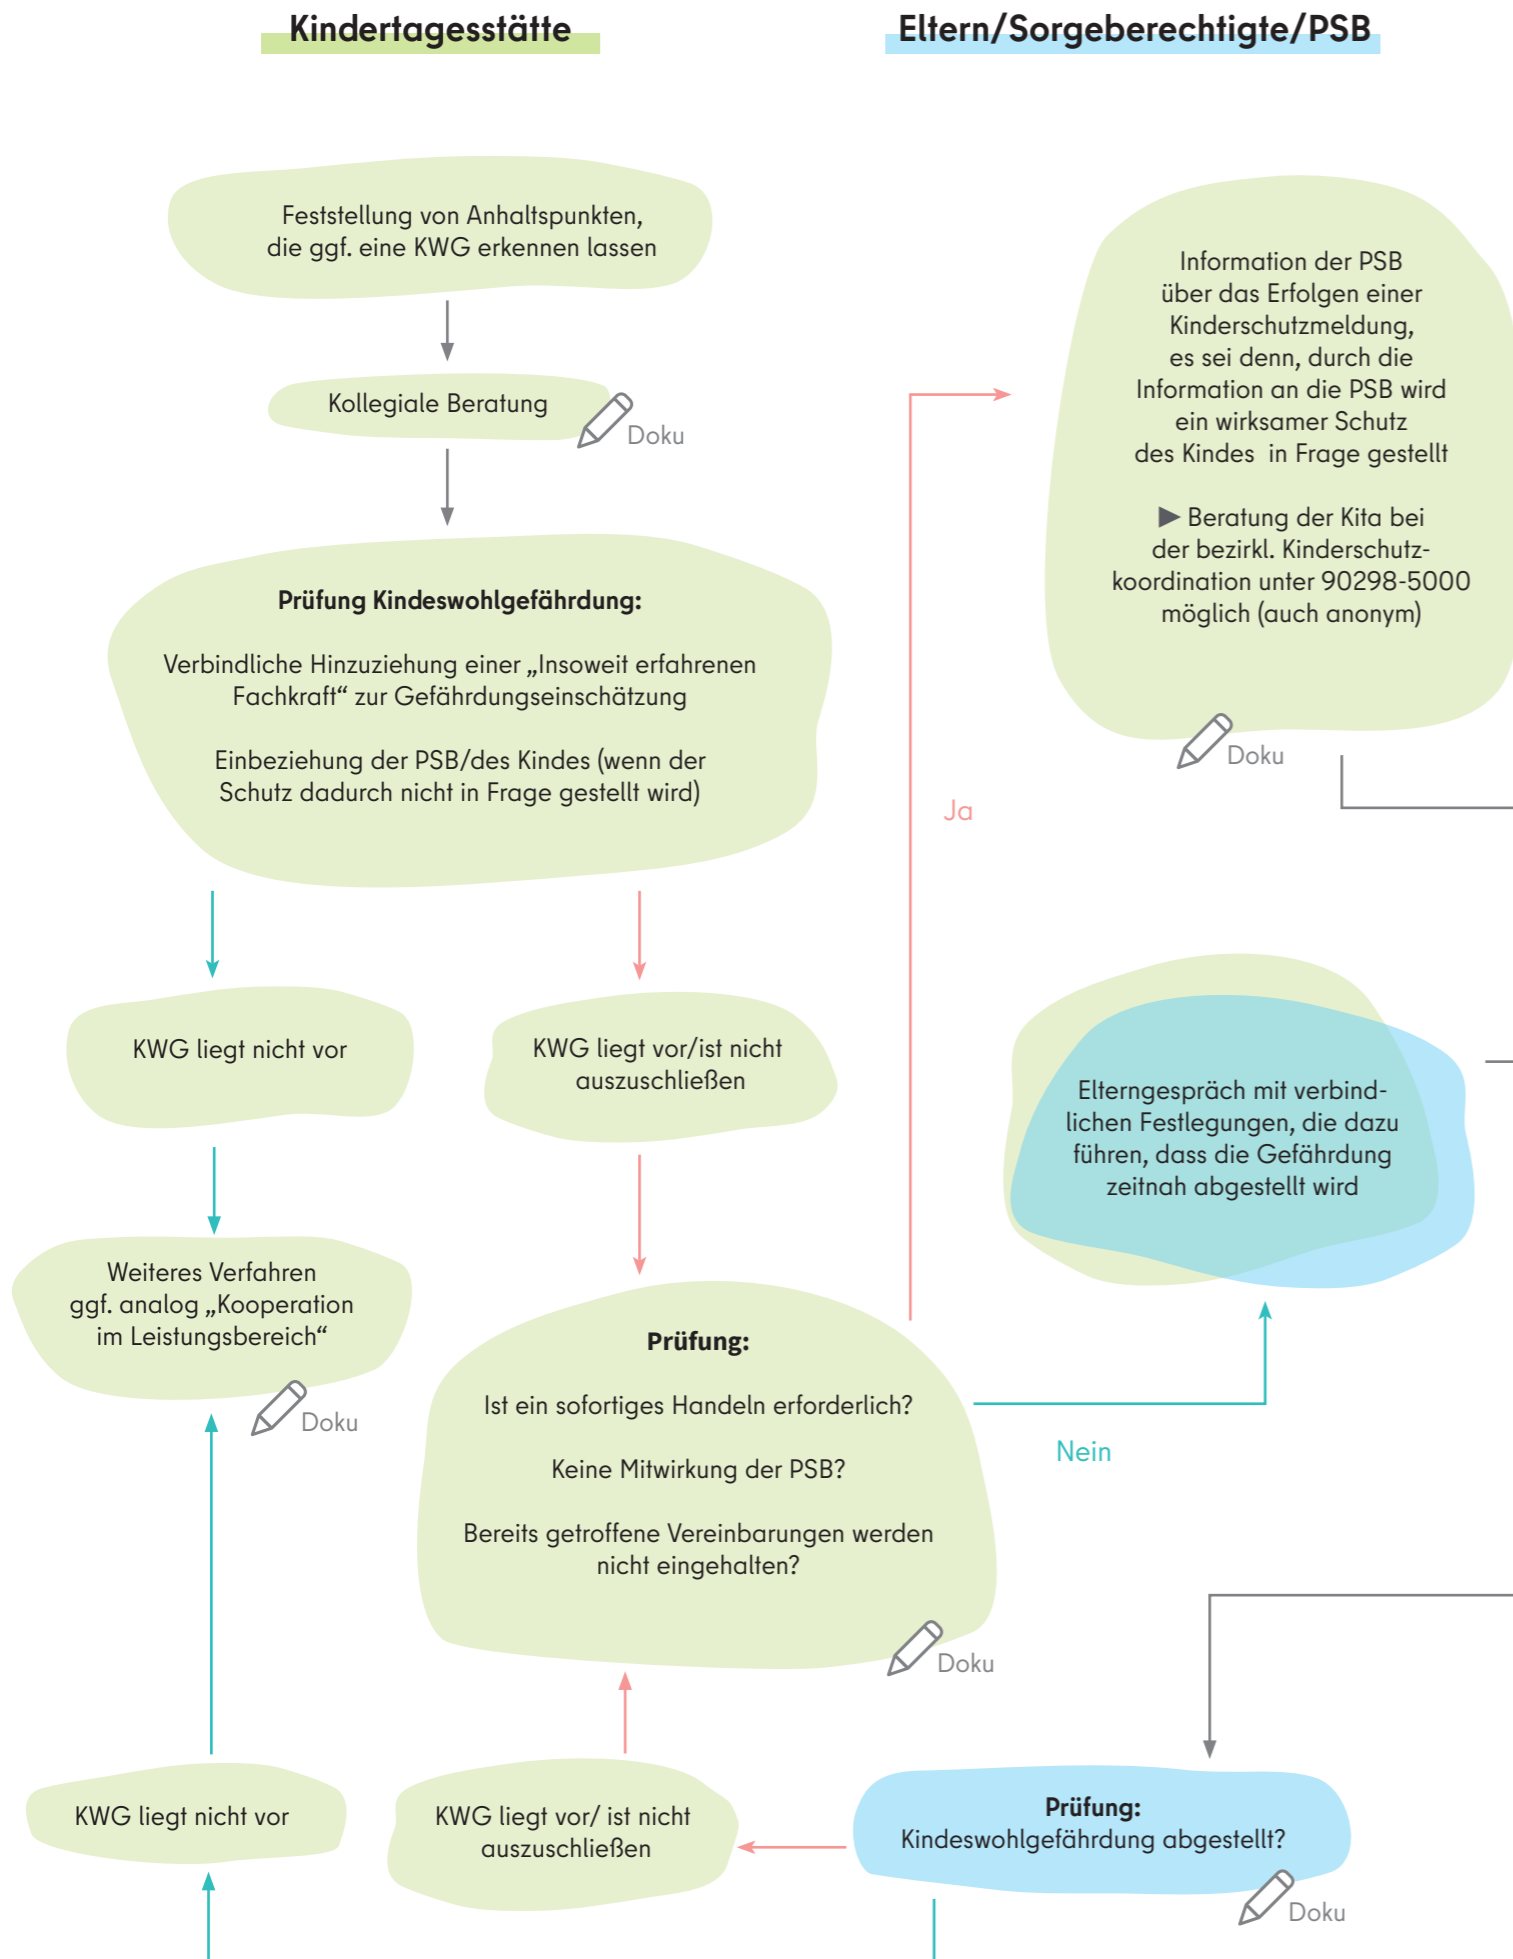 Kindertagesstätte
Eltern/Sorgeberechtigte/PSB
Feststellung von Anhaltspunkten,
die ggf. eine KWG erkennen lassen
Kollegiale Beratung
Doku
Prüfung Kindeswohlgefährdung:
Verbindliche Hinzuziehung einer „Insoweit erfahrenen
Fachkraft“ zur Gefährdungseinschätzung
Einbeziehung der PSB/des Kindes (wenn der
Schutz dadurch nicht in Frage gestellt wird)
Information der PSB
über das Erfolgen einer
Kinderschutzmeldung,
es sei denn, durch die
Information an die PSB wird
ein wirksamer Schutz
des Kindes in Frage gestellt
▶ Beratung der Kita bei
der bezirkl. Kinderschutz-
koordination unter 90298-5000
möglich (auch anonym)
Doku
Ja
KWG liegt nicht vor
KWG liegt vor/ist nicht
auszuschließen
Elterngespräch mit verbind-
lichen Festlegungen, die dazu
führen, dass die Gefährdung
zeitnah abgestellt wird
Weiteres Verfahren
ggf. analog „Kooperation
im Leistungsbereich“
Doku
Prüfung:
Ist ein sofortiges Handeln erforderlich?
Keine Mitwirkung der PSB?
Bereits getroffene Vereinbarungen werden
nicht eingehalten?
Doku
Nein
KWG liegt nicht vor
KWG liegt vor/ ist nicht
auszuschließen
Prüfung:
Kindeswohlgefährdung abgestellt?
Doku